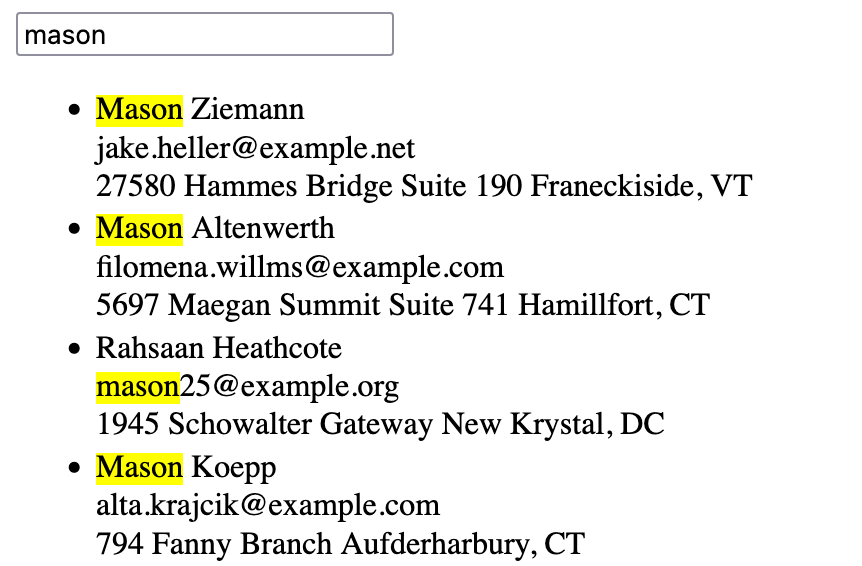 mason
Mason Ziemann
jake.heller@example.net
27580 Hammes Bridge Suite 190 Franeckiside, VT
Mason Altenwerth
filomena.willms@example.com
5697 Maegan Summit Suite 741 Hamillfort, CT
Rahsaan Heathcote
mason25@example.org
1945 Schowalter Gateway New Krystal, DC
Mason Koepp
alta.krajcik@example.com
794 Fanny Branch Aufderharbury, CT